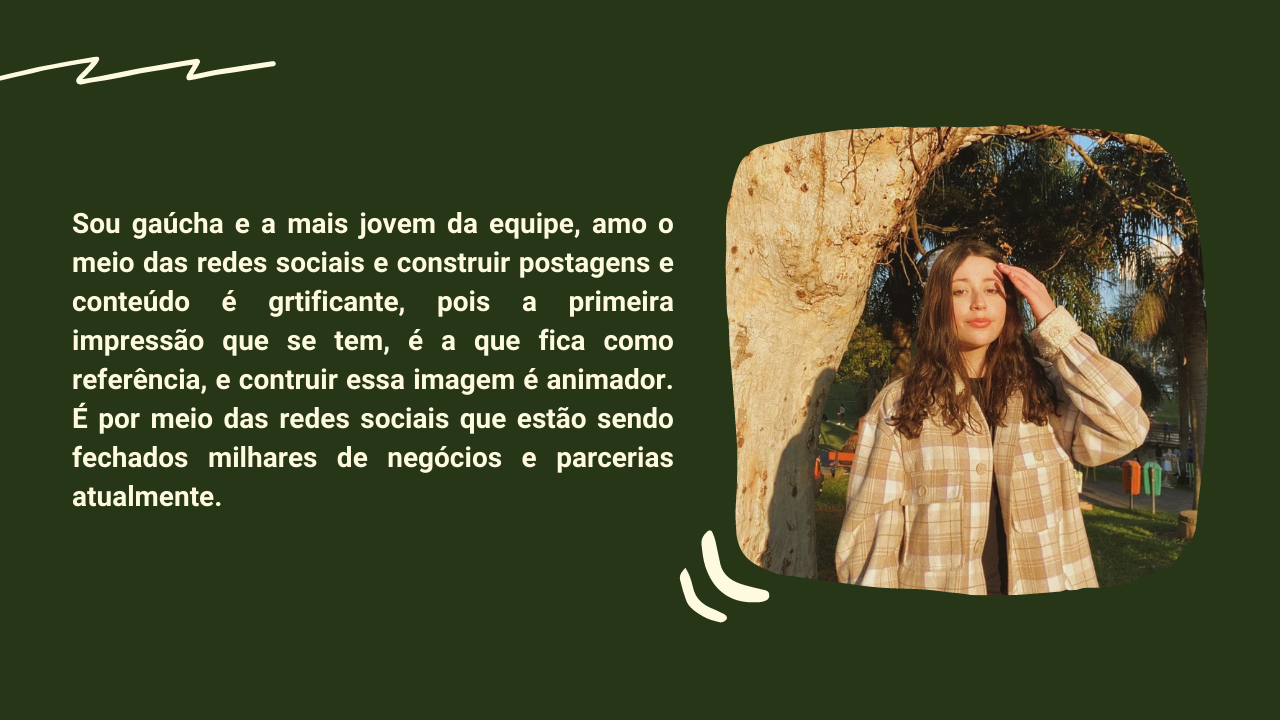 Sou gaúcha e a mais jovem da equipe, amo o
meio das redes sociais e construir postagens e
conteúdo é grtificante, pois a primeira
impressão que se tem, é a que fica como
referência, e contruir essa imagem é animador.
É por meio das redes sociais que estão sendo
fechados milhares de negócios e parcerias
atualmente.